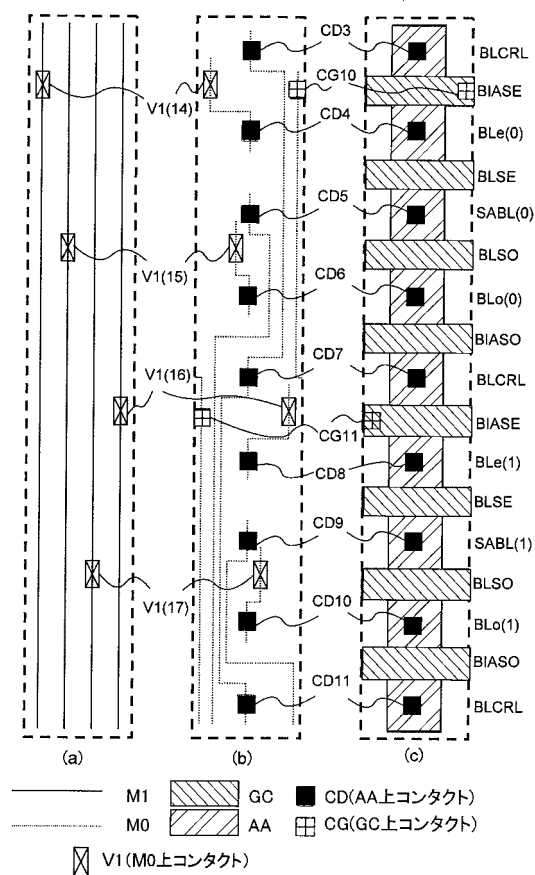 CD3
BLCRL
V1(14)
CG10
BIASE
CD4
BLe(0)
BLSE
CD5
SABL(0)
V1(15)
BLSO
CD6
BLo(0)
BIASO
CD7
BLCRL
V1(16)
CG11
BIASE
CD8
BLe(1)
BLSE
CD9
SABL(1)
V1(17)
BLSO
CD10
BLo(1)
BIASO
CD11
BLCRL
(a) (b) (c)
M1 GC CD(AA上コンタクト)
M0 AA CG(GC上コンタクト)
V1(M0上コンタクト)